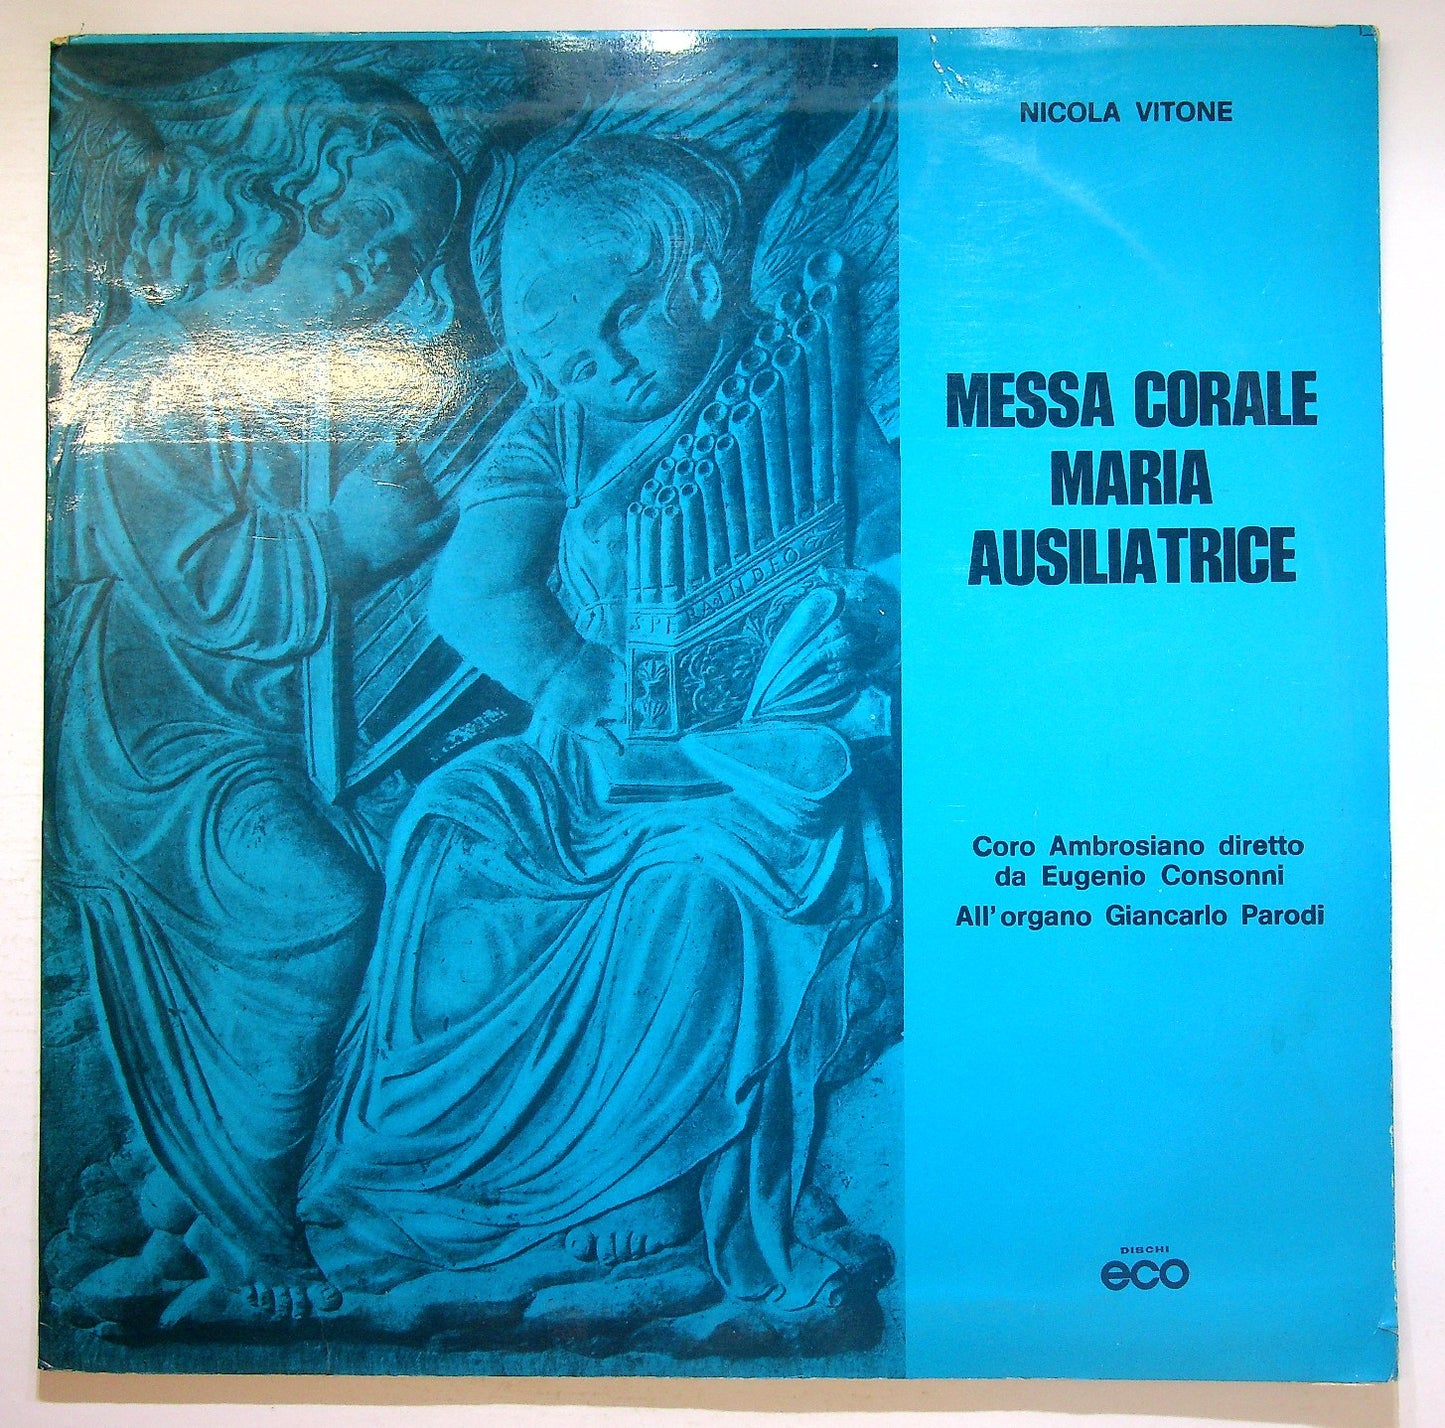 NICOLA VITONE
MESSA CORALE
MARIA
AUSILIATRICE
Coro Ambrosiano diretto
da Eugenio Consonni
All'organo Giancarlo Parodi
DISCHI
eco